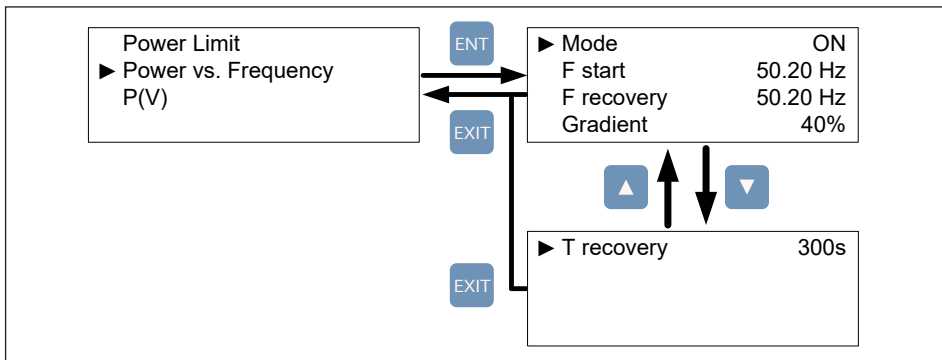 Power Limit
► Power vs. Frequency
P(V)
ENT
EXIT
► Mode ON
F start 50.20 Hz
F recovery 50.20 Hz
Gradient 40%
▲ ▼
► T recovery 300s
EXIT